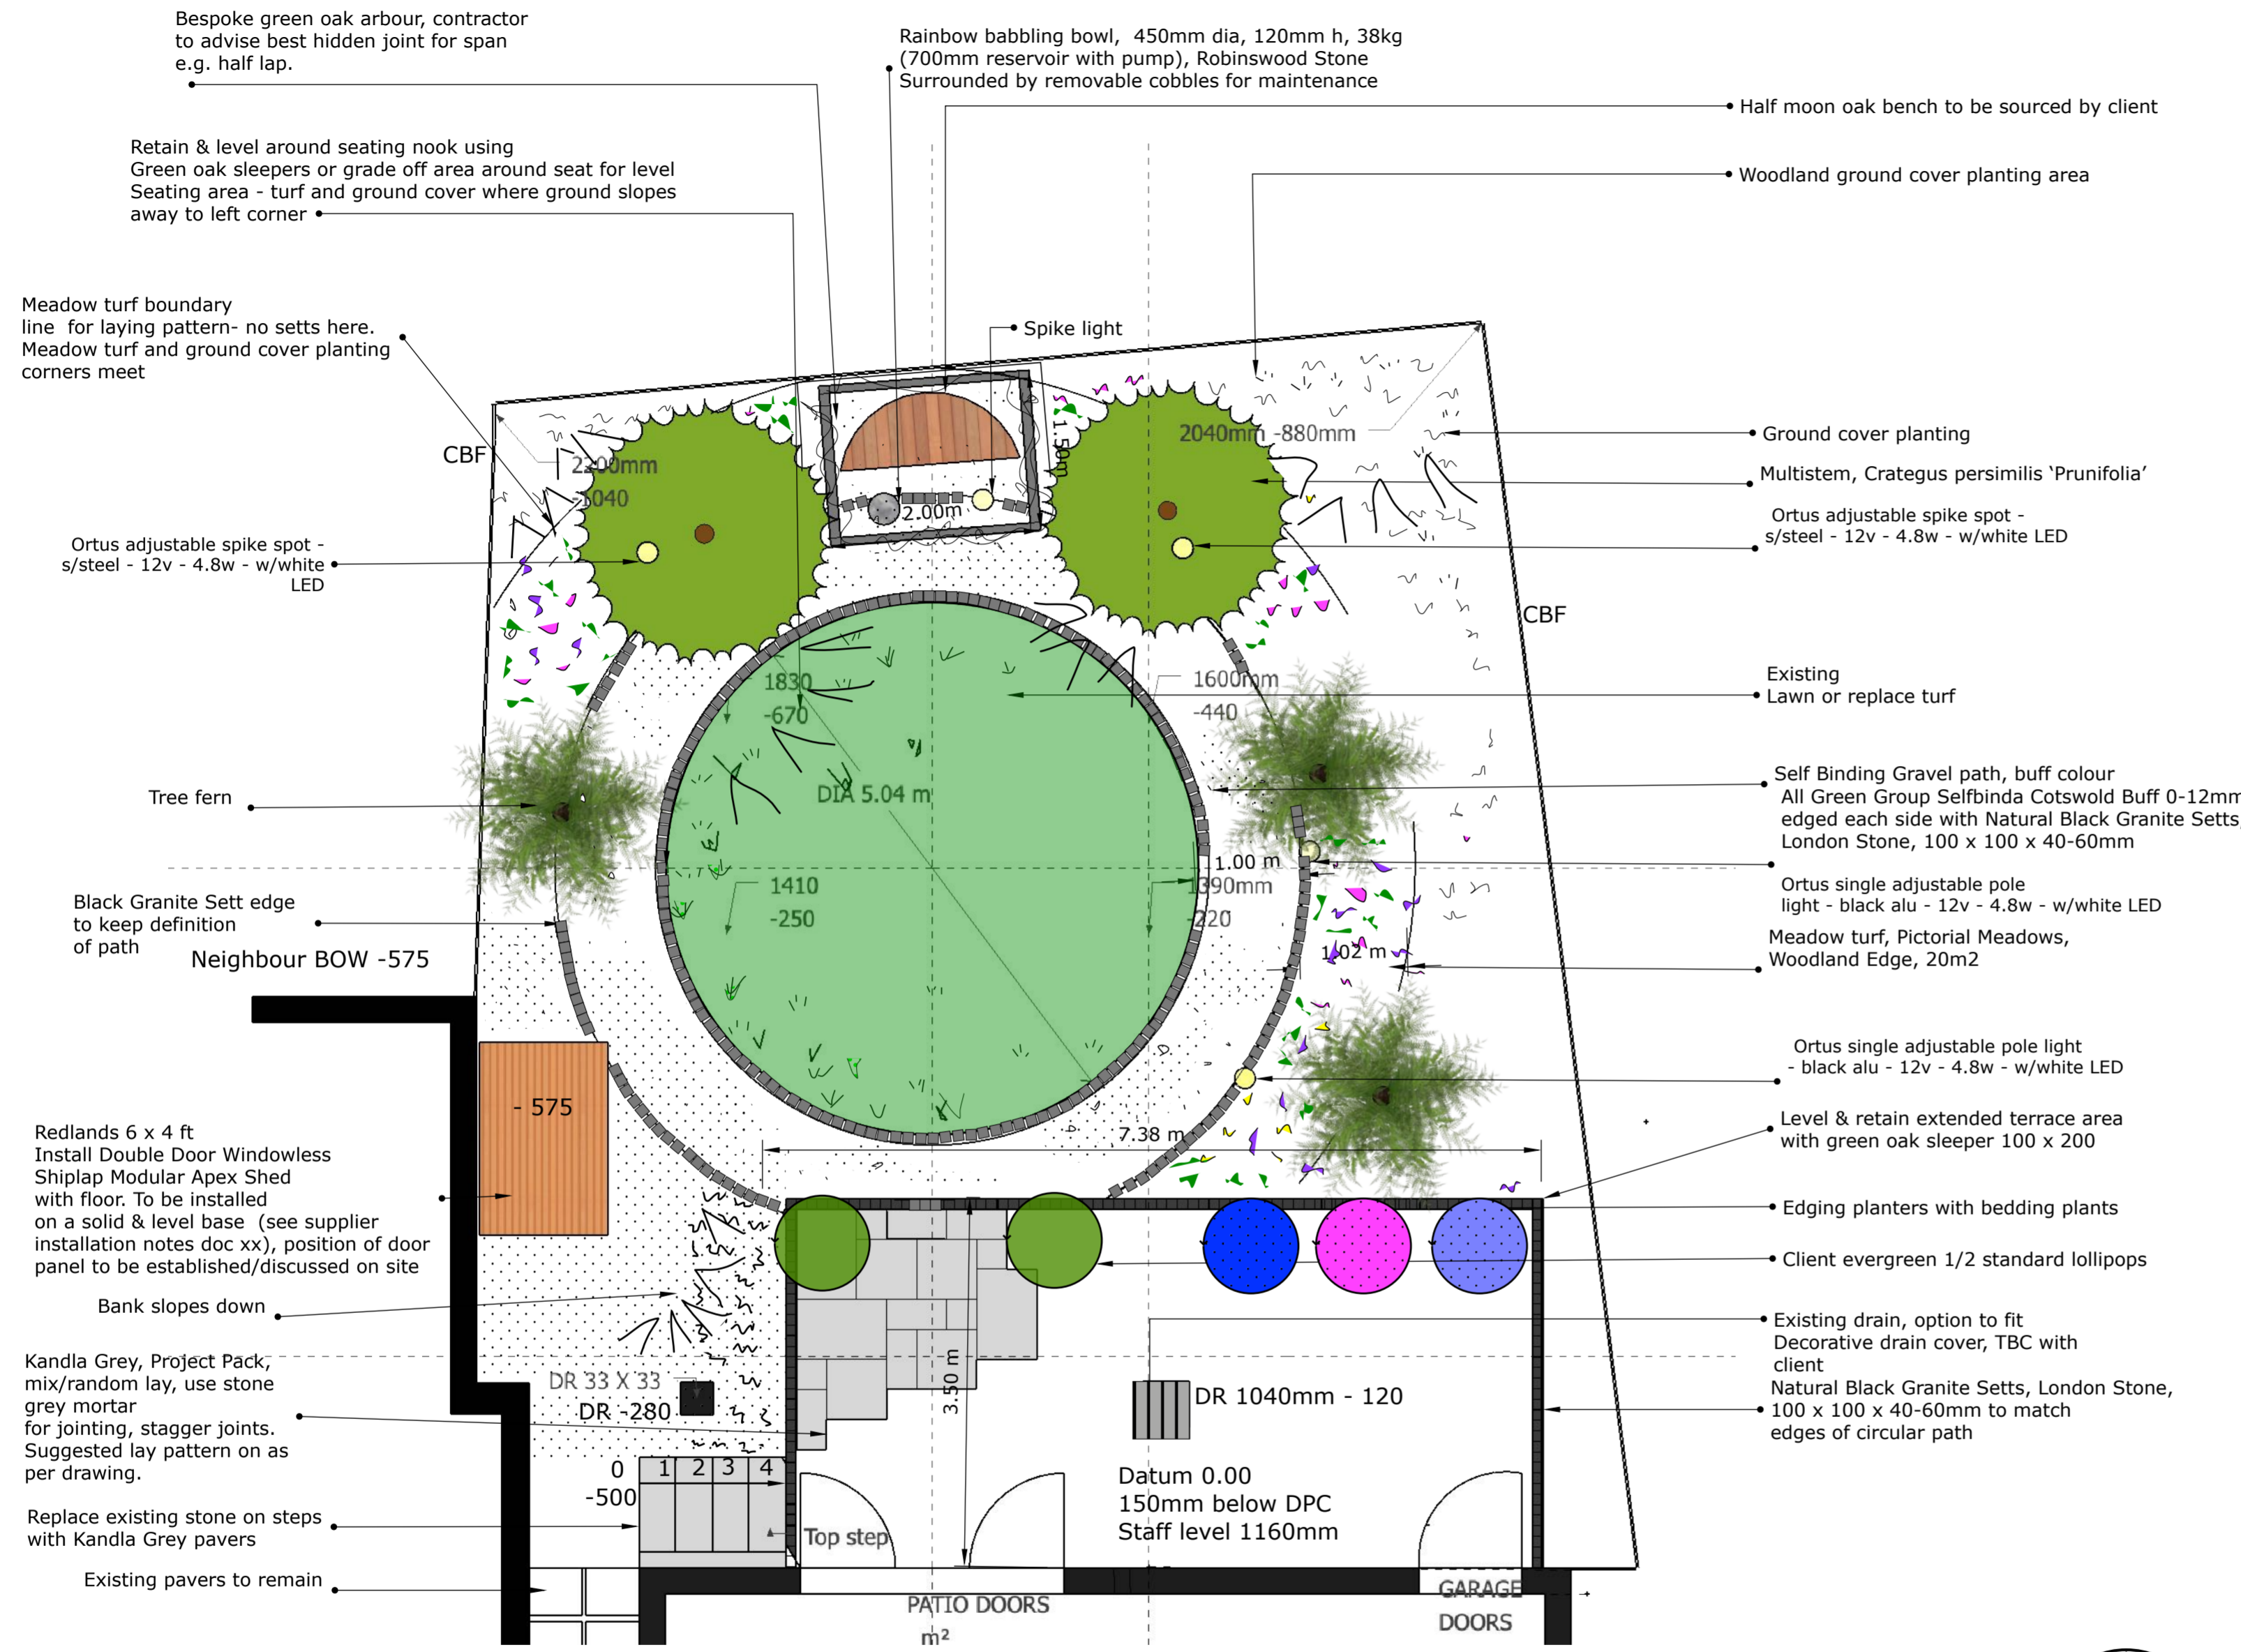 Bespoke green oak arbour, contractor
to advise best hidden joint for span
e.g. half lap.
Rainbow babbling bowl, 450mm dia, 120mm h, 38kg
(700mm reservoir with pump), Robinswood Stone
Surrounded by removable cobbles for maintenance
Half moon oak bench to be sourced by client
Retain & level around seating nook using
Green oak sleepers or grade off area around seat for level
Seating area - turf and ground cover where ground slopes
away to left corner
Woodland ground cover planting area
Meadow turf boundary
line for laying pattern- no setts here.
Meadow turf and ground cover planting
corners meet
Spike light
CBF
2200mm
-1040
1.50m
2.00m
2040mm -880mm
Ground cover planting
Multistem, Crategus persimilis ‘Prunifolia’
Ortus adjustable spike spot -
s/steel - 12v - 4.8w - w/white LED
Ortus adjustable spike spot -
s/steel - 12v - 4.8w - w/white
LED
CBF
1830
-670
1600mm
-440
Existing
Lawn or replace turf
DIA 5.04 m
Tree fern
Self Binding Gravel path, buff colour
All Green Group Selfbinda Cotswold Buff 0-12mm
edged each side with Natural Black Granite Setts,
London Stone, 100 x 100 x 40-60mm
1.00 m
1410
-250
1390mm
-220
Ortus single adjustable pole
light - black alu - 12v - 4.8w - w/white LED
Black Granite Sett edge
to keep definition
of path
Neighbour BOW -575
1.02 m
Meadow turf, Pictorial Meadows,
Woodland Edge, 20m2
Ortus single adjustable pole light
- black alu - 12v - 4.8w - w/white LED
- 575
7.38 m
Level & retain extended terrace area
with green oak sleeper 100 x 200
Redlands 6 x 4 ft
Install Double Door Windowless
Shiplap Modular Apex Shed
with floor. To be installed
on a solid & level base (see supplier
installation notes doc xx), position of door
panel to be established/discussed on site
Edging planters with bedding plants
Client evergreen 1/2 standard lollipops
Bank slopes down
Existing drain, option to fit
Decorative drain cover, TBC with
client
Natural Black Granite Setts, London Stone,
100 x 100 x 40-60mm to match
edges of circular path
Kandla Grey, Project Pack,
mix/random lay, use stone
grey mortar
for jointing, stagger joints.
Suggested lay pattern on as
per drawing.
DR 33 X 33
DR -280
3.50 m
DR 1040mm - 120
0 1 2 3 4
-500
Datum 0.00
150mm below DPC
Staff level 1160mm
Replace existing stone on steps
with Kandla Grey pavers
Top step
Existing pavers to remain
PATIO DOORS
m²
GARAGE
DOORS